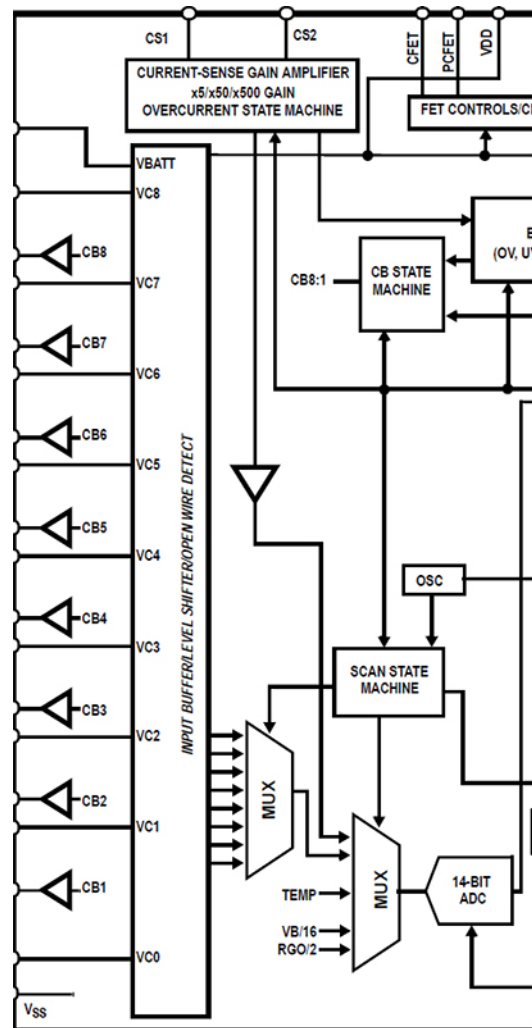 CS1
CS2
CFET
PCFET
VDD
CURRENT-SENSE GAIN AMPLIFIER
x5/x50/x500 GAIN
OVERCURRENT STATE MACHINE
FET CONTROLS/
VBATT
VC8
CB8
VC7
CB7
VC6
CB6
VC5
CB5
VC4
CB4
VC3
CB3
VC2
CB2
VC1
CB1
VC0
VSS
INPUT BUFFER/LEVEL SHIFTER/OPEN WIRE DETECT
CB8:1
CB STATE
MACHINE
(OV,
OSC
SCAN STATE
MACHINE
MUX
MUX
TEMP
VB/16
RGO/2
14-BIT
ADC